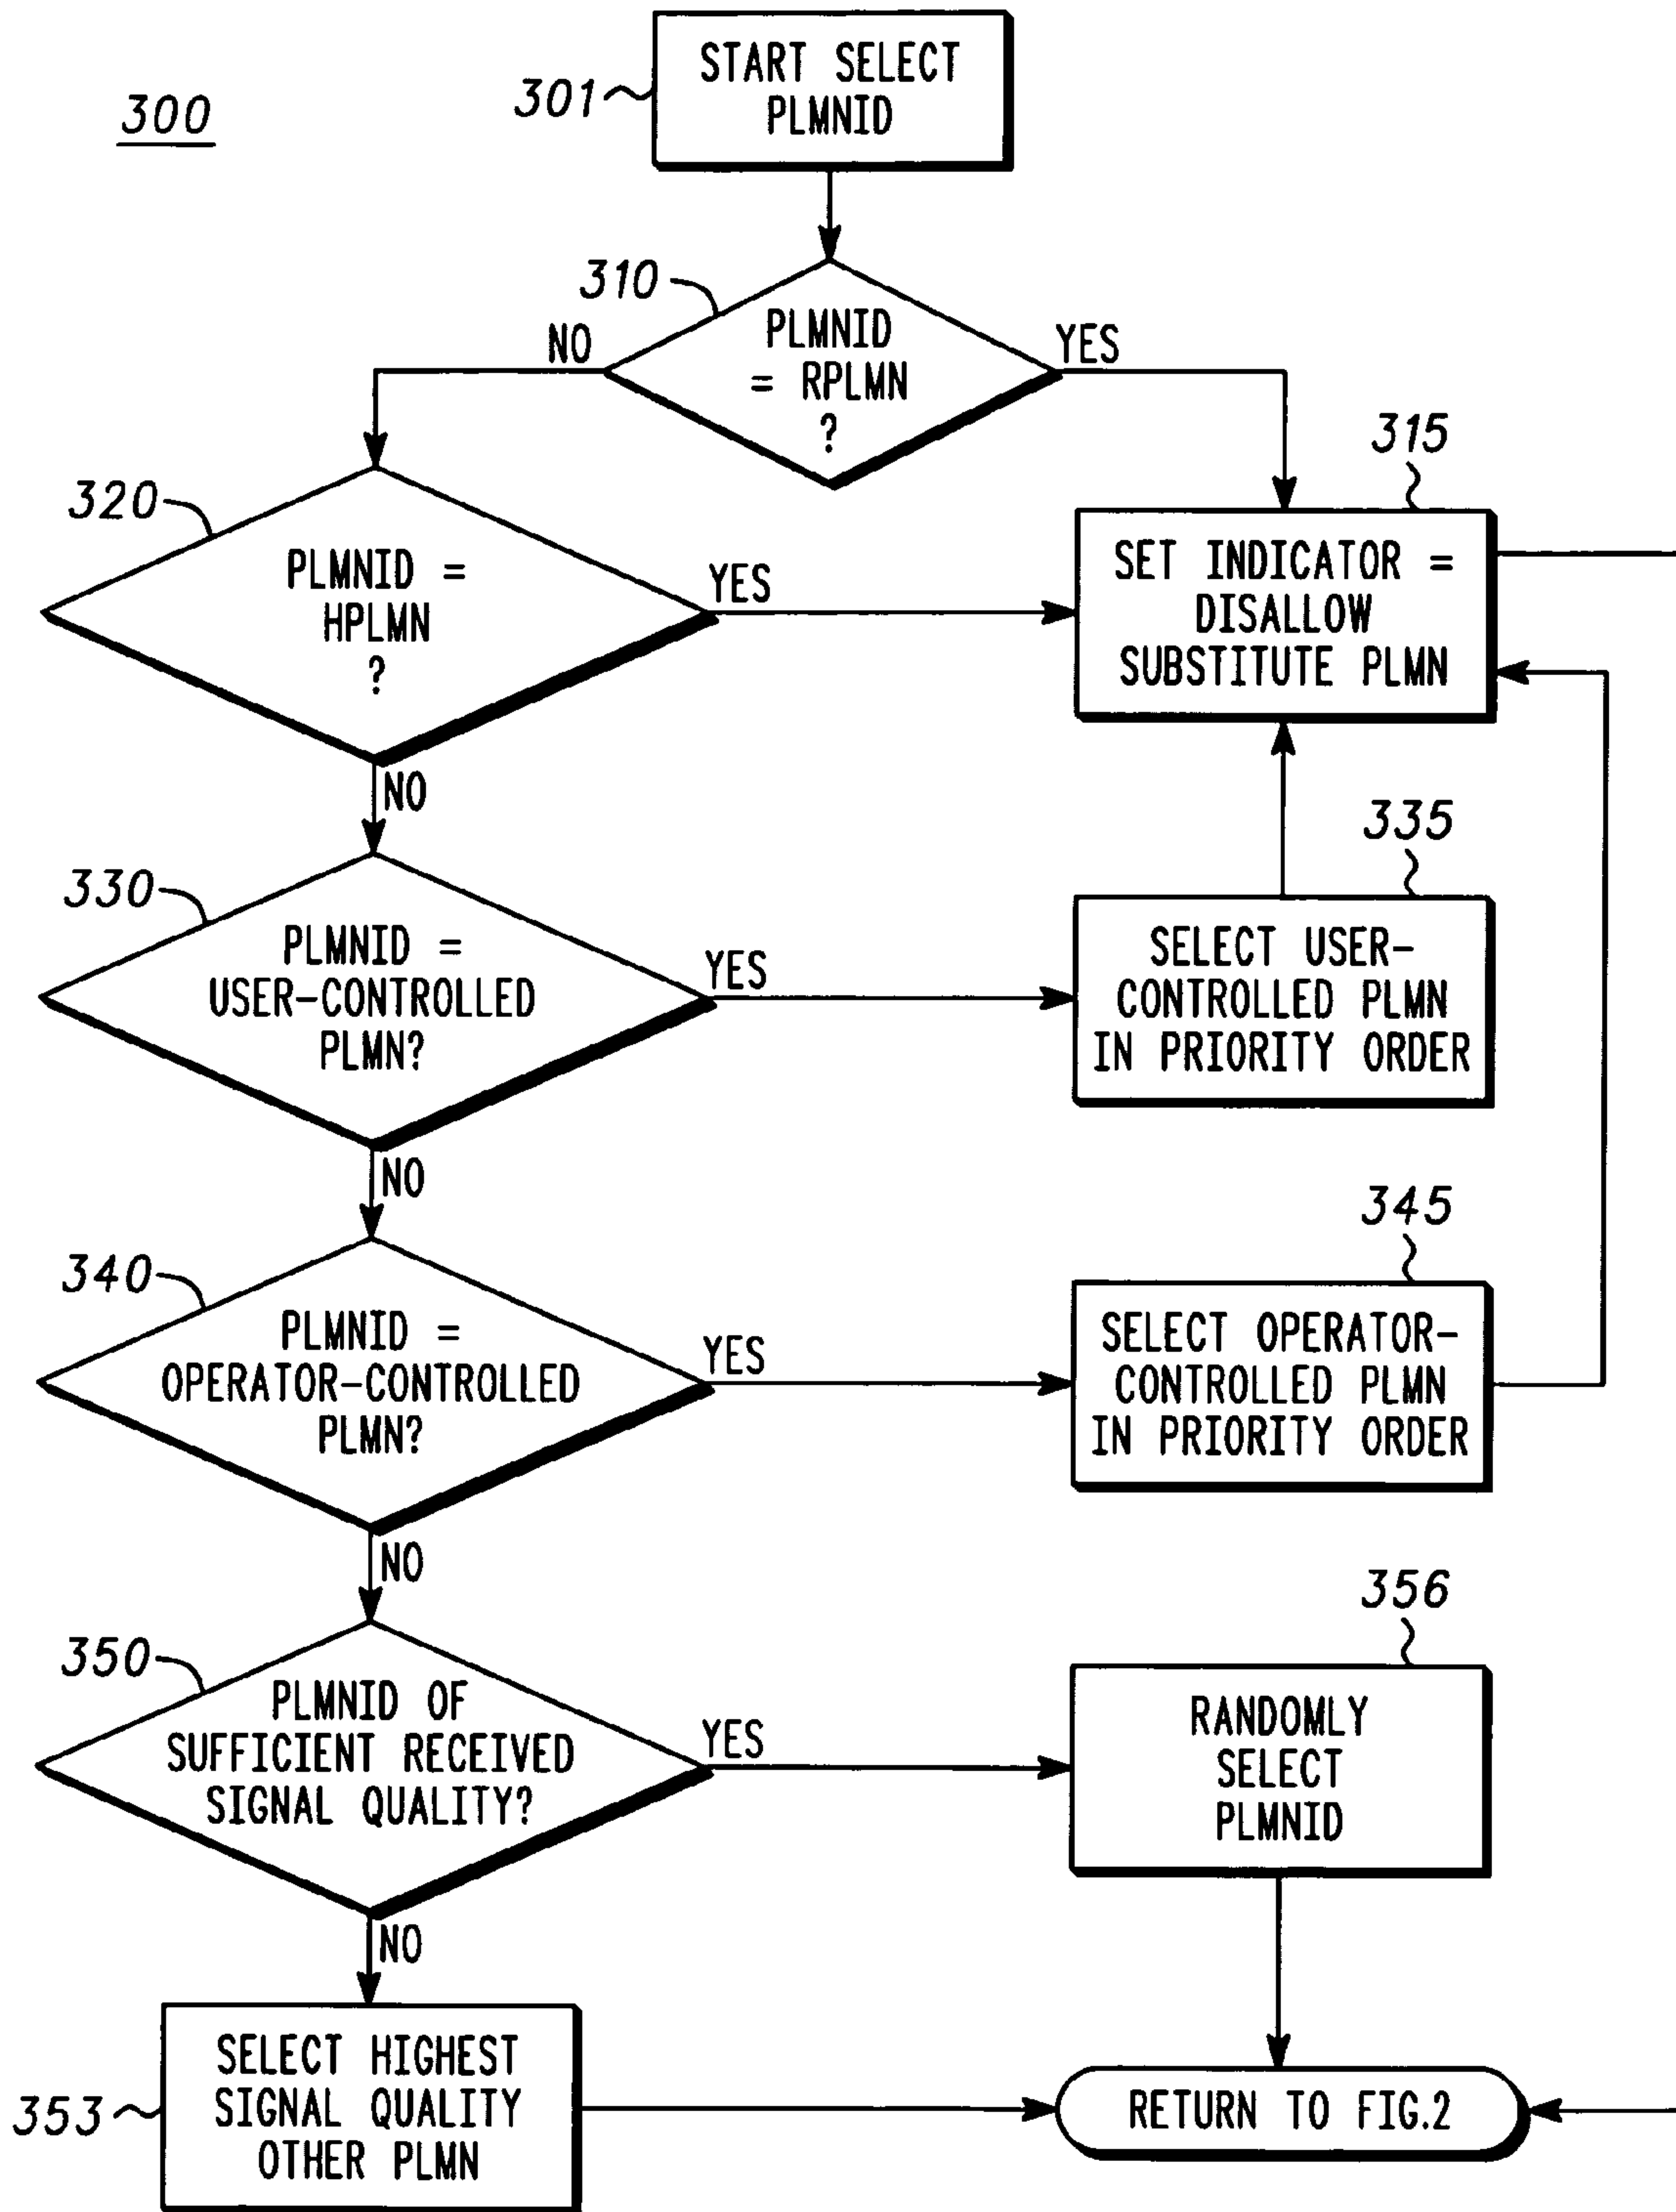 300
301
START SELECT
PLMNID
310
PLMNID
= RPLMN
?
NO
YES
315
SET INDICATOR =
DISALLOW
SUBSTITUTE PLMN
320
PLMNID =
HPLMN
?
YES
NO
330
PLMNID =
USER-CONTROLLED
PLMN?
YES
335
SELECT USER-
CONTROLLED PLMN
IN PRIORITY ORDER
NO
340
PLMNID =
OPERATOR-CONTROLLED
PLMN?
YES
345
SELECT OPERATOR-
CONTROLLED PLMN
IN PRIORITY ORDER
NO
350
PLMNID OF
SUFFICIENT RECEIVED
SIGNAL QUALITY?
YES
356
RANDOMLY
SELECT
PLMNID
NO
353
SELECT HIGHEST
SIGNAL QUALITY
OTHER PLMN
RETURN TO FIG.2